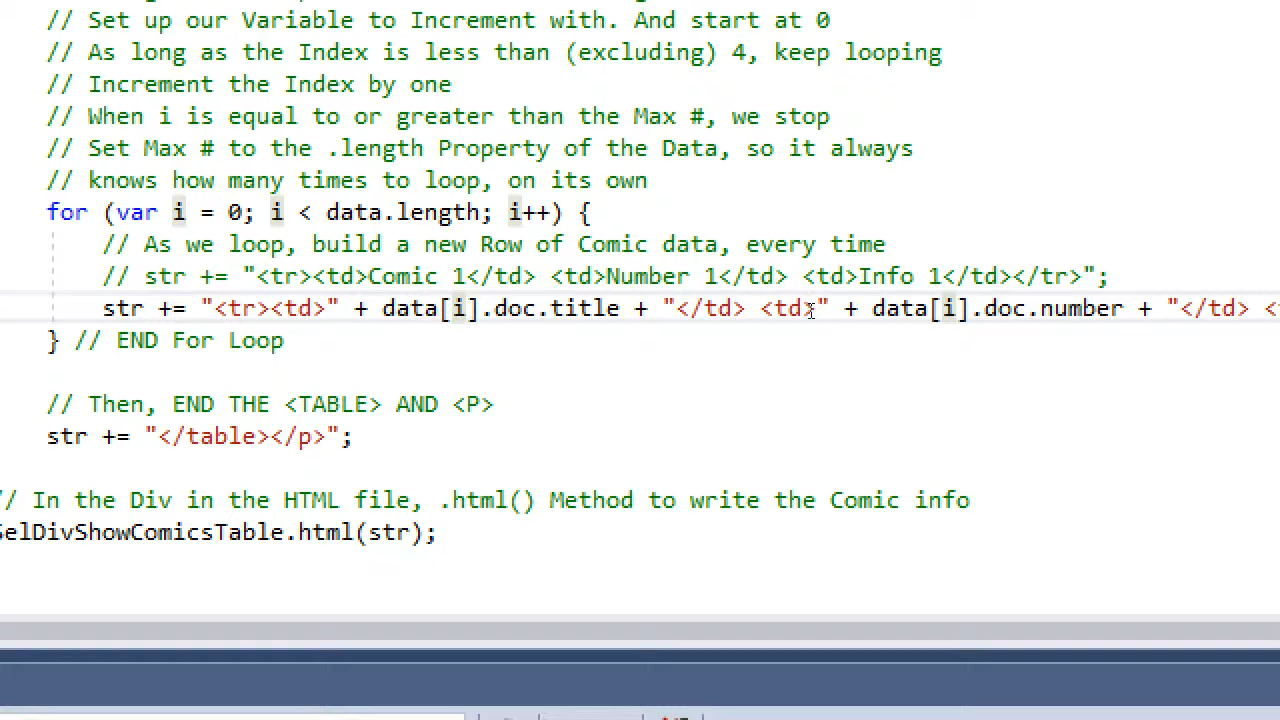 // Set up our Variable to Increment with. And start at 0
// As long as the Index is less than (excluding) 4, keep looping
// Increment the Index by one
// When i is equal to or greater than the Max #, we stop
// Set Max # to the .length Property of the Data, so it always
// knows how many times to loop, on its own
for (var i = 0; i < data.length; i++) {
// As we loop, build a new Row of Comic data, every time
// str += "<tr><td>Comic 1</td> <td>Number 1</td> <td>Info 1</td></tr>";
str += "<tr><td>" + data[i].doc.title + "</td> <td>" + data[i].doc.number + "</td> <
} // END For Loop
// Then, END THE <TABLE> AND <P>
str += "</table></p>";
/ In the Div in the HTML file, .html() Method to write the Comic info
SelDivShowComicsTable.html(str);